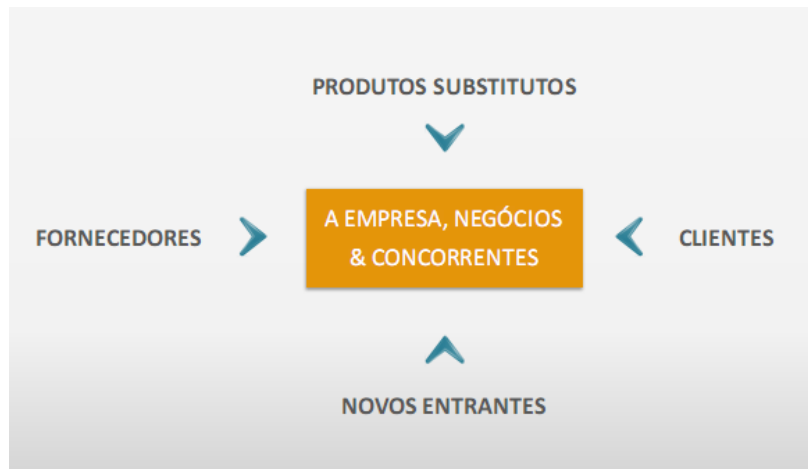 PRODUTOS SUBSTITUTOS
FORNECEDORES
A EMPRESA, NEGÓCIOS
& CONCORRENTES
CLIENTES
NOVOS ENTRANTES